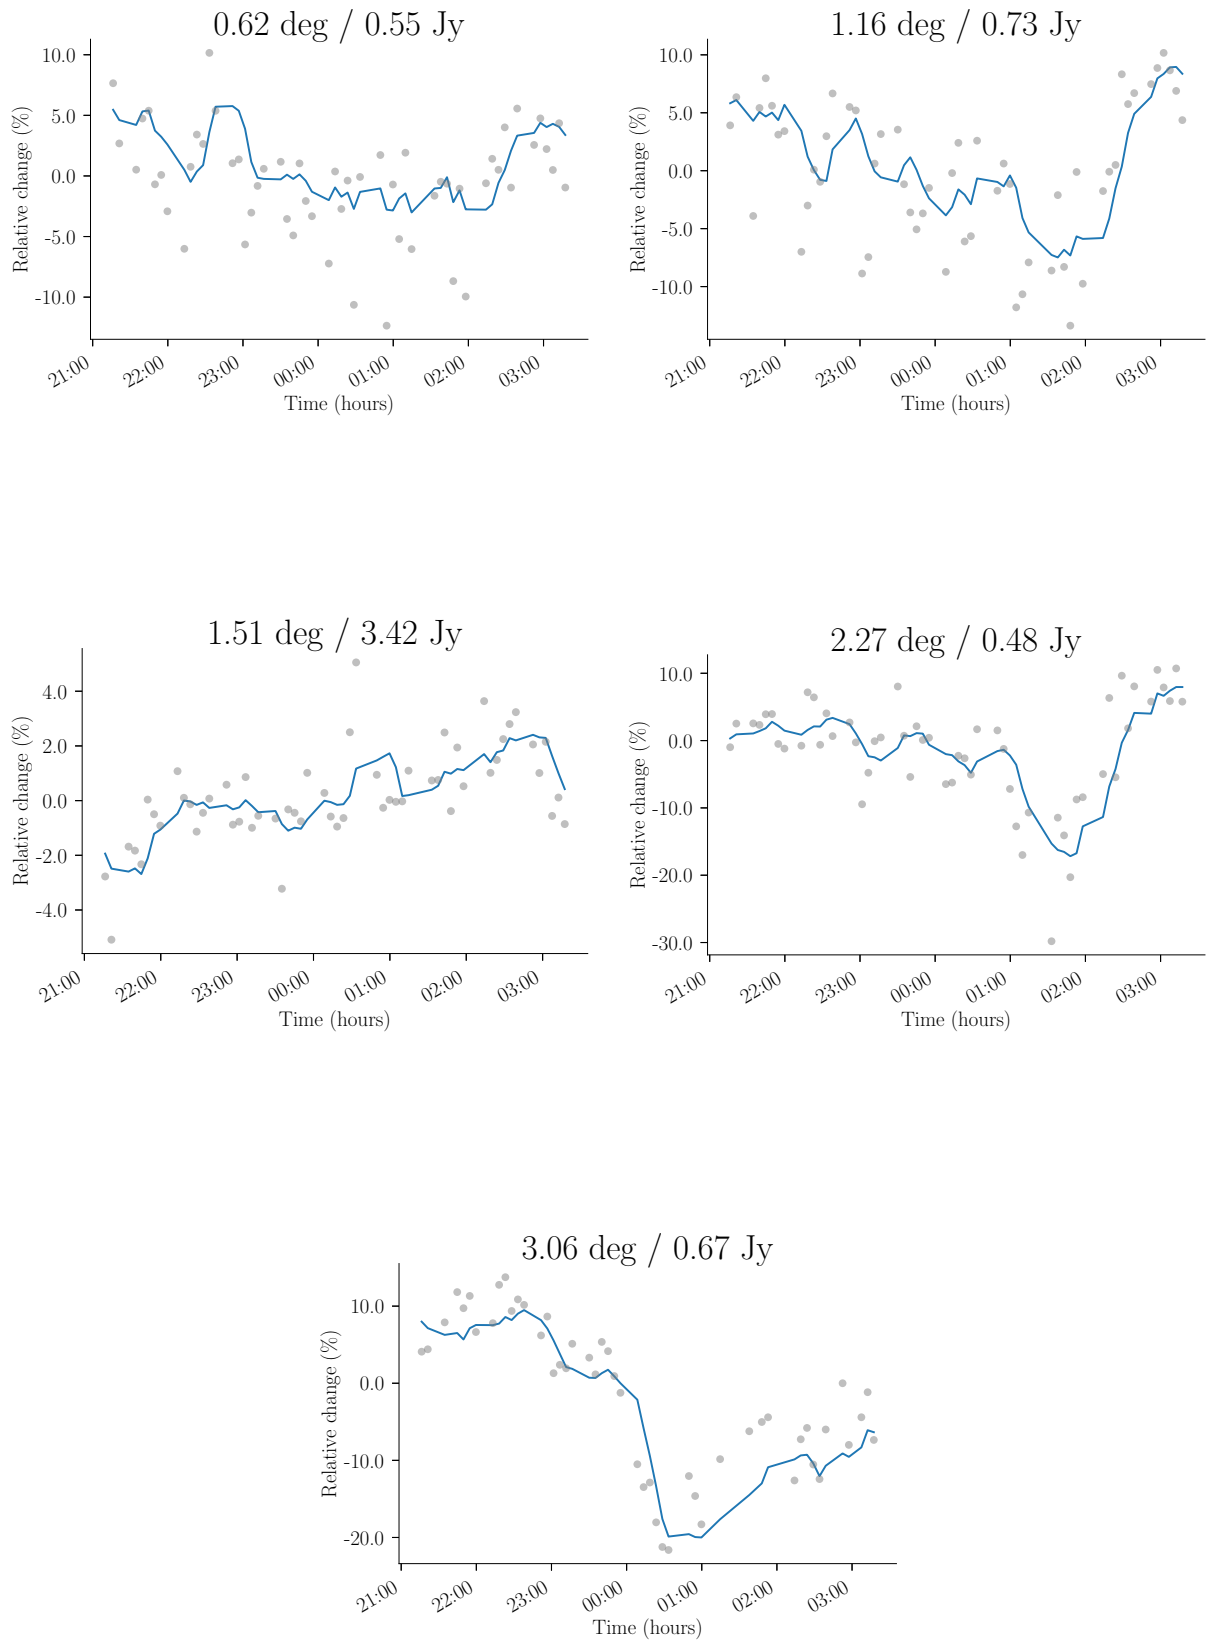 0.62 deg / 0.55 Jy
Relative change (%)
10.0
5.0
0.0
-5.0
-10.0
21:00 22:00 23:00 00:00 01:00 02:00 03:00
Time (hours)
1.16 deg / 0.73 Jy
Relative change (%)
10.0
5.0
0.0
-5.0
-10.0
21:00 22:00 23:00 00:00 01:00 02:00 03:00
Time (hours)
1.51 deg / 3.42 Jy
Relative change (%)
4.0
2.0
0.0
-2.0
-4.0
21:00 22:00 23:00 00:00 01:00 02:00 03:00
Time (hours)
2.27 deg / 0.48 Jy
Relative change (%)
10.0
0.0
-10.0
-20.0
-30.0
21:00 22:00 23:00 00:00 01:00 02:00 03:00
Time (hours)
3.06 deg / 0.67 Jy
Relative change (%)
10.0
0.0
-10.0
-20.0
21:00 22:00 23:00 00:00 01:00 02:00 03:00
Time (hours)